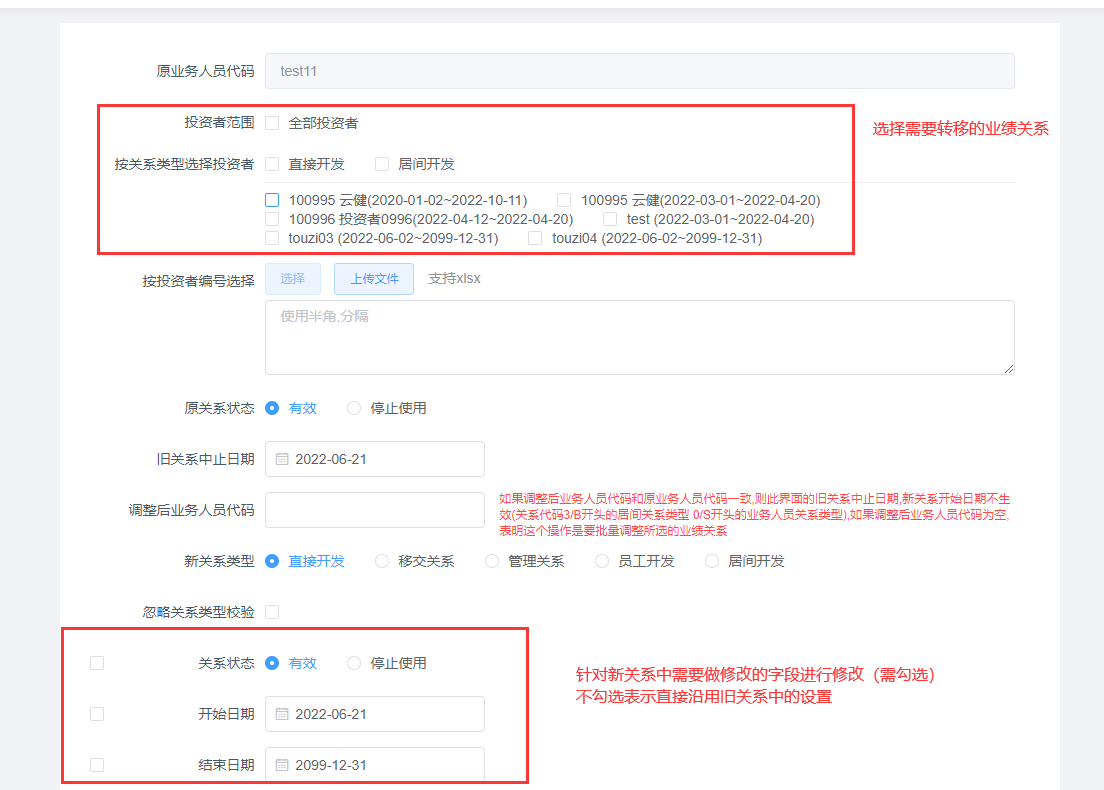 原业务人员代码 test11
投资者范围 全部投资者
选择需要转移的业绩关系
按关系类型选择投资者 直接开发 居间开发
100995 云健(2020-01-02~2022-10-11) 100995 云健(2022-03-01~2022-04-20)
100996 投资者0996(2022-04-12~2022-04-20) test (2022-03-01~2022-04-20)
touzi03 (2022-06-02~2099-12-31) touzi04 (2022-06-02~2099-12-31)
按投资者编号选择 选择 上传文件 支持xlsx
使用半角,分隔
原关系状态 有效 停止使用
旧关系中止日期 2022-06-21
调整后业务人员代码
如果调整后业务人员代码和原业务人员代码一致,则此界面的旧关系中止日期,新关系开始日期不生
效(关系代码3/B开头的居间关系类型 0/S开头的业务人员关系类型),如果调整后业务人员代码为空,
表明这个操作是要批量调整所选的业绩关系
新关系类型 直接开发 移交关系 管理关系 员工开发 居间开发
忽略关系类型校验
关系状态 有效 停止使用
针对新关系中需要做修改的字段进行修改（需勾选）
不勾选表示直接沿用旧关系中的设置
开始日期 2022-06-21
结束日期 2099-12-31